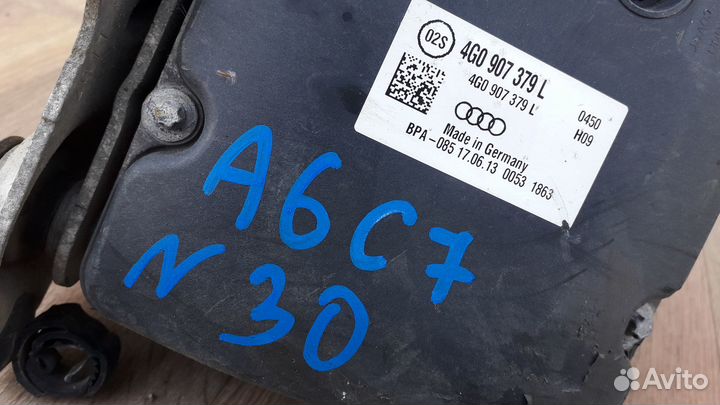 02S
4G0 907 379 L
4G0 907 379 L
0450
H09
Made in Germany
BPA-085 17.06.13 0053 1863
A6C7
N30
Avito